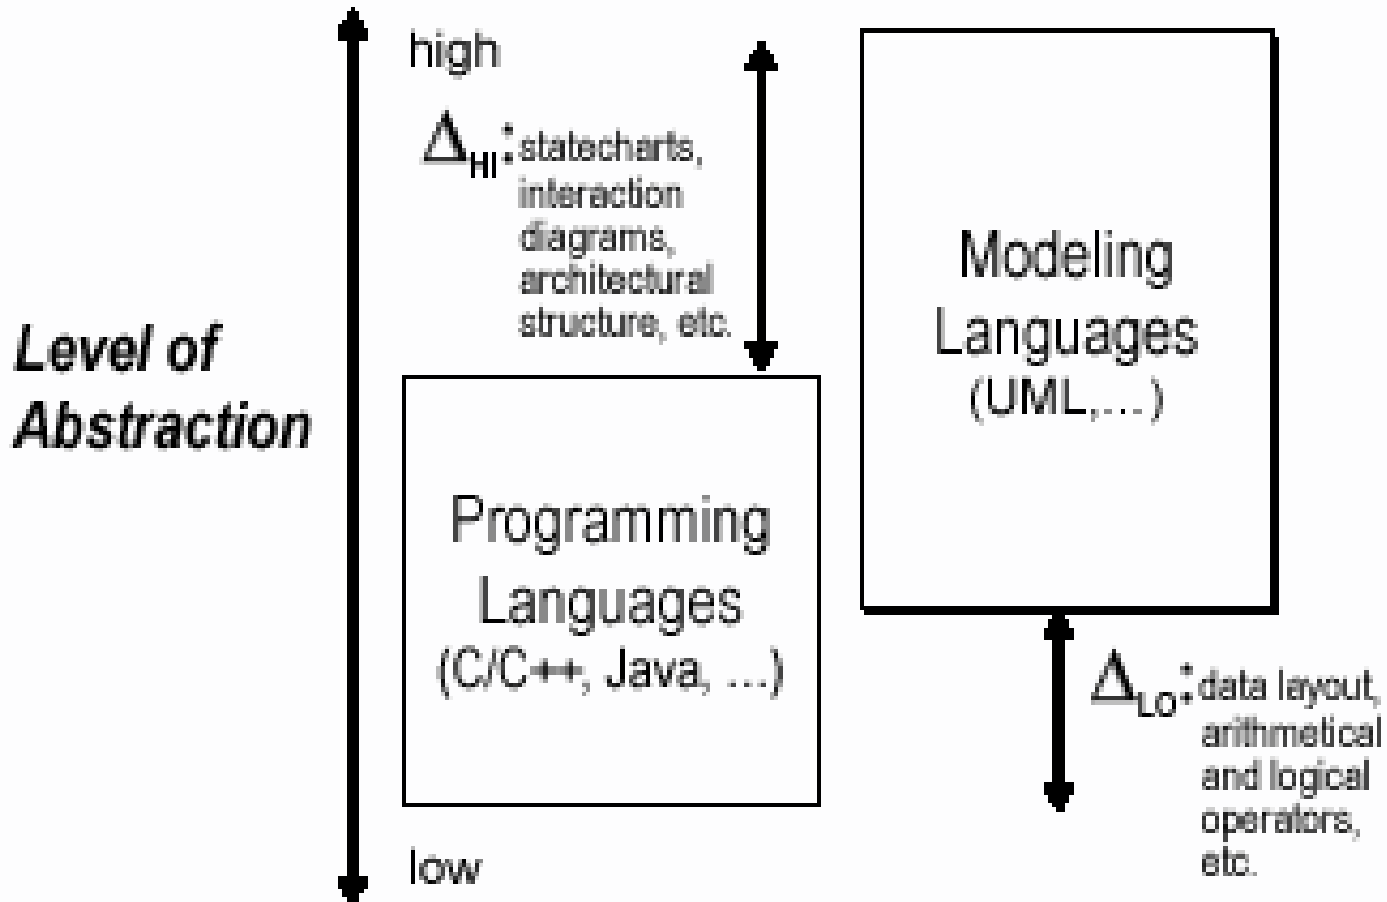 high
Δ_HI: statecharts,
interaction
diagrams,
architectural
structure, etc.
Level of
Abstraction
Modeling
Languages
(UML,...)
Programming
Languages
(C/C++, Java, ...)
Δ_LO: data layout,
arithmetical
and logical
operators,
etc.
low